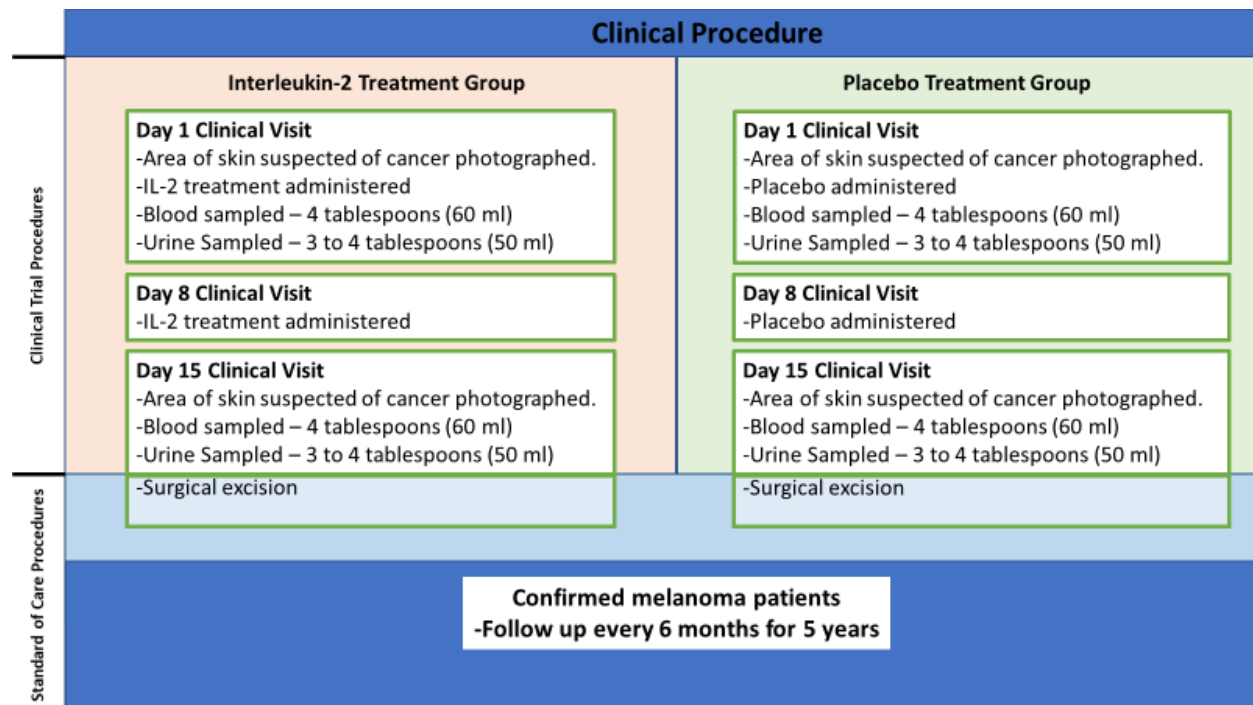 Clinical Procedure
Clinical Trial Procedures
Interleukin-2 Treatment Group
Day 1 Clinical Visit
-Area of skin suspected of cancer photographed.
-IL-2 treatment administered
-Blood sampled – 4 tablespoons (60 ml)
-Urine Sampled – 3 to 4 tablespoons (50 ml)
Day 8 Clinical Visit
-IL-2 treatment administered
Day 15 Clinical Visit
-Area of skin suspected of cancer photographed.
-Blood sampled – 4 tablespoons (60 ml)
-Urine Sampled – 3 to 4 tablespoons (50 ml)
-Surgical excision
Placebo Treatment Group
Day 1 Clinical Visit
-Area of skin suspected of cancer photographed.
-Placebo administered
-Blood sampled – 4 tablespoons (60 ml)
-Urine Sampled – 3 to 4 tablespoons (50 ml)
Day 8 Clinical Visit
-Placebo administered
Day 15 Clinical Visit
-Area of skin suspected of cancer photographed.
-Blood sampled – 4 tablespoons (60 ml)
-Urine Sampled – 3 to 4 tablespoons (50 ml)
-Surgical excision
Standard of Care Procedures
Confirmed melanoma patients
-Follow up every 6 months for 5 years